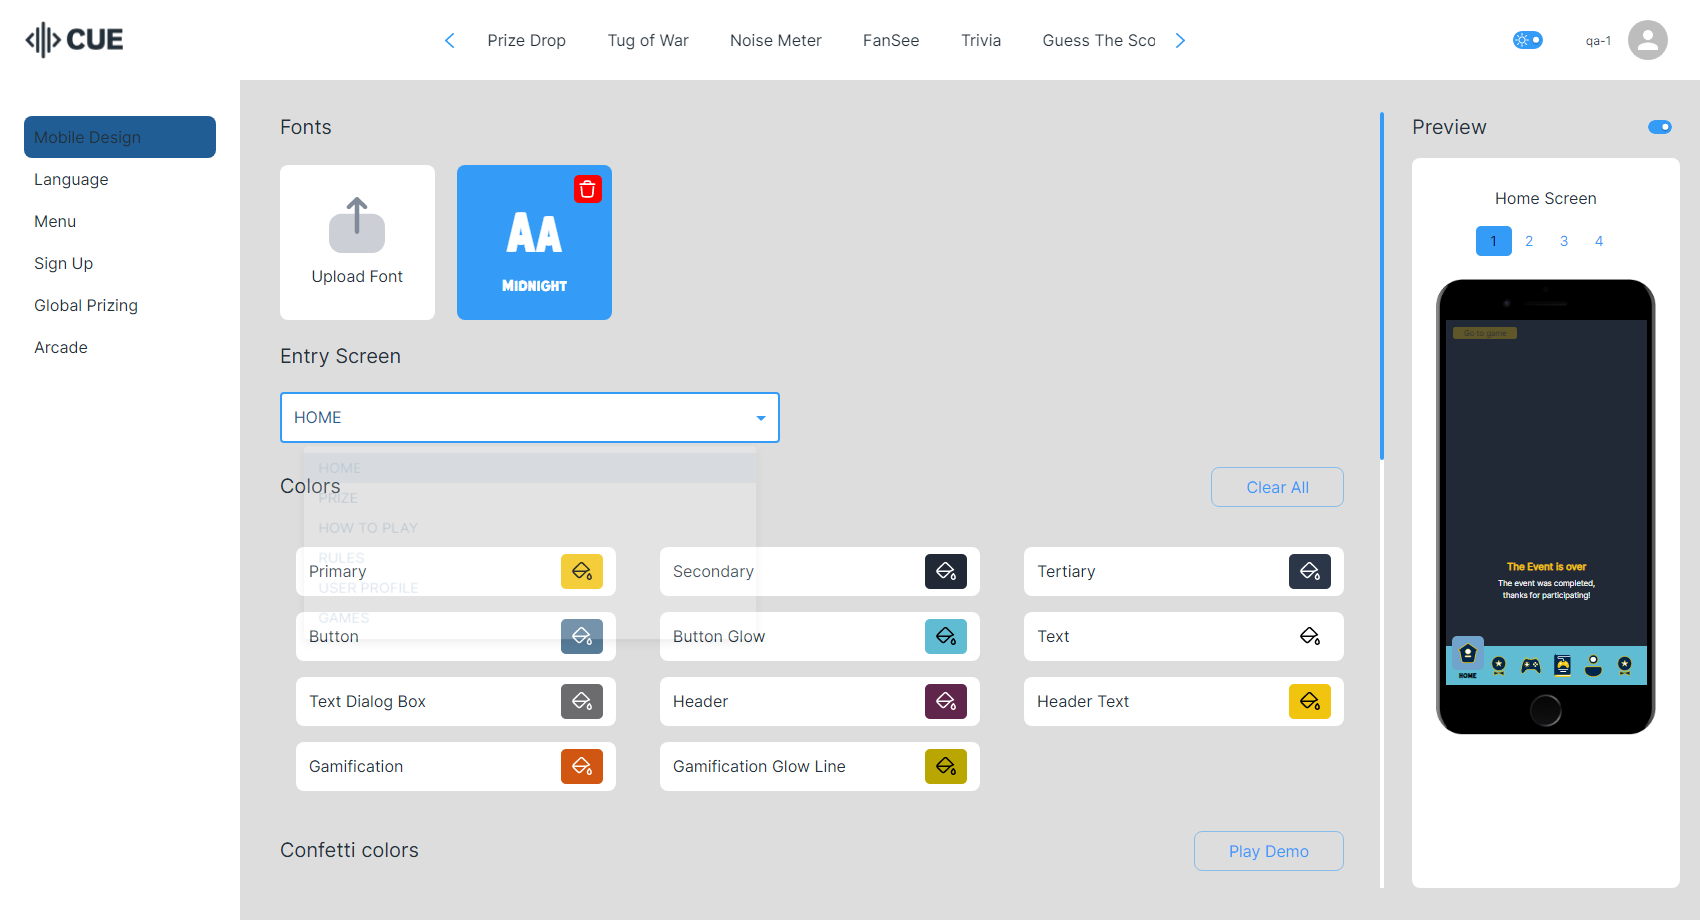 CUE
Prize Drop
Tug of War
Noise Meter
FanSee
Trivia
Guess The Sco
qa-1
Mobile Design
Language
Menu
Sign Up
Global Prizing
Arcade
Fonts
Upload Font
AA
MIDNIGHT
Entry Screen
HOME
HOME
PRIZE
HOW TO PLAY
RULES
USER PROFILE
GAMES
Colors
Clear All
Primary
Secondary
Tertiary
Button
Button Glow
Text
Text Dialog Box
Header
Header Text
Gamification
Gamification Glow Line
Confetti colors
Play Demo
Preview
Home Screen
1 2 3 4
Go to game
The Event is over
The event was completed,
thanks for participating!
HOME